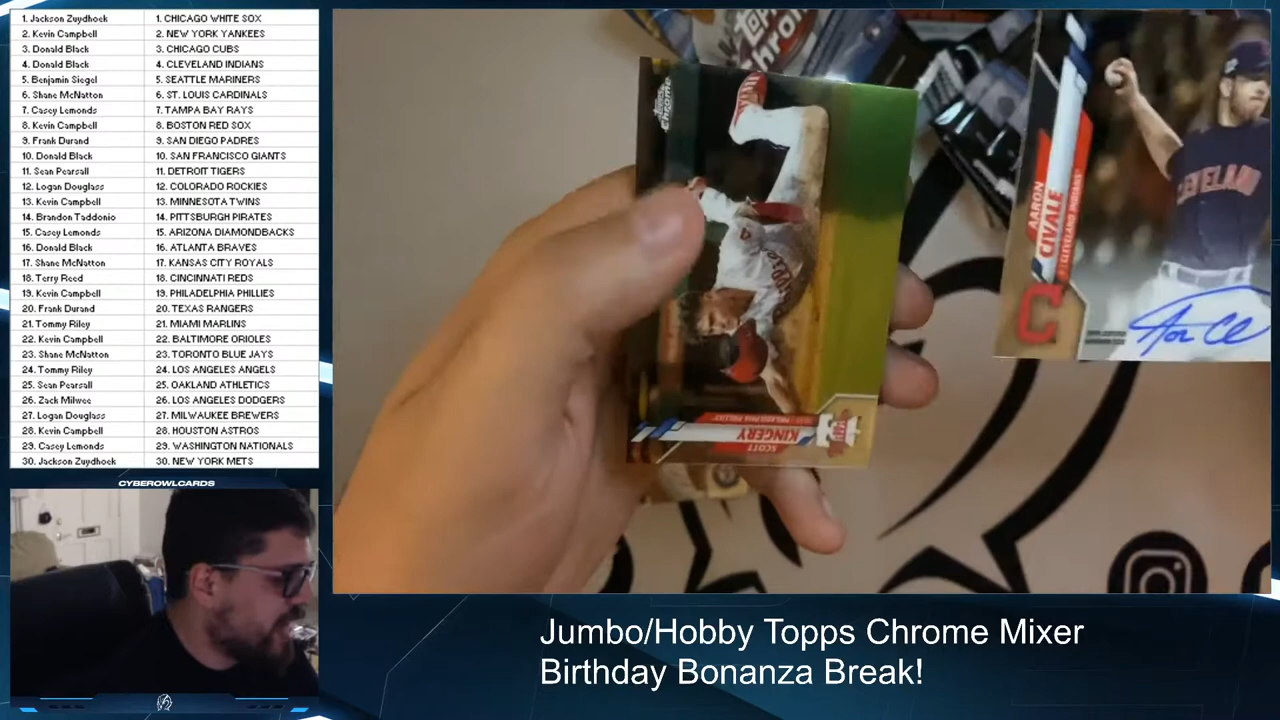 1. Jackson Zuydhoek 1. CHICAGO WHITE SOX
2. Kevin Campbell 2. NEW YORK YANKEES
3. Donald Black 3. CHICAGO CUBS
4. Donald Black 4. CLEVELAND INDIANS
5. Benjamin Siegel 5. SEATTLE MARINERS
6. Shane McNatton 6. ST. LOUIS CARDINALS
7. Casey Lemonds 7. TAMPA BAY RAYS
8. Kevin Campbell 8. BOSTON RED SOX
9. Frank Durand 9. SAN DIEGO PADRES
10. Donald Black 10. SAN FRANCISCO GIANTS
11. Sean Pearsall 11. DETROIT TIGERS
12. Logan Douglass 12. COLORADO ROCKIES
13. Kevin Campbell 13. MINNESOTA TWINS
14. Brandon Taddonio 14. PITTSBURGH PIRATES
15. Casey Lemonds 15. ARIZONA DIAMONDBACKS
16. Donald Black 16. ATLANTA BRAVES
17. Shane McNatton 17. KANSAS CITY ROYALS
18. Terry Reed 18. CINCINNATI REDS
19. Kevin Campbell 19. PHILADELPHIA PHILLIES
20. Frank Durand 20. TEXAS RANGERS
21. Tommy Riley 21. MIAMI MARLINS
22. Kevin Campbell 22. BALTIMORE ORIOLES
23. Shane McNatton 23. TORONTO BLUE JAYS
24. Tommy Riley 24. LOS ANGELES ANGELS
25. Sean Pearsall 25. OAKLAND ATHLETICS
26. Zack Milwee 26. LOS ANGELES DODGERS
27. Logan Douglass 27. MILWAUKEE BREWERS
28. Kevin Campbell 28. HOUSTON ASTROS
29. Casey Lemonds 29. WASHINGTON NATIONALS
30. Jackson Zuydhoek 30. NEW YORK METS
CYBEROWLCARDS
Topps
Chrome
Topps
Chrome
SCOTT
KINGERY
PHILADELPHIA PHILLIES
AARON
CIVALE
CLEVELAND INDIANS
CLEVELAND
Jumbo/Hobby Topps Chrome Mixer
Birthday Bonanza Break!